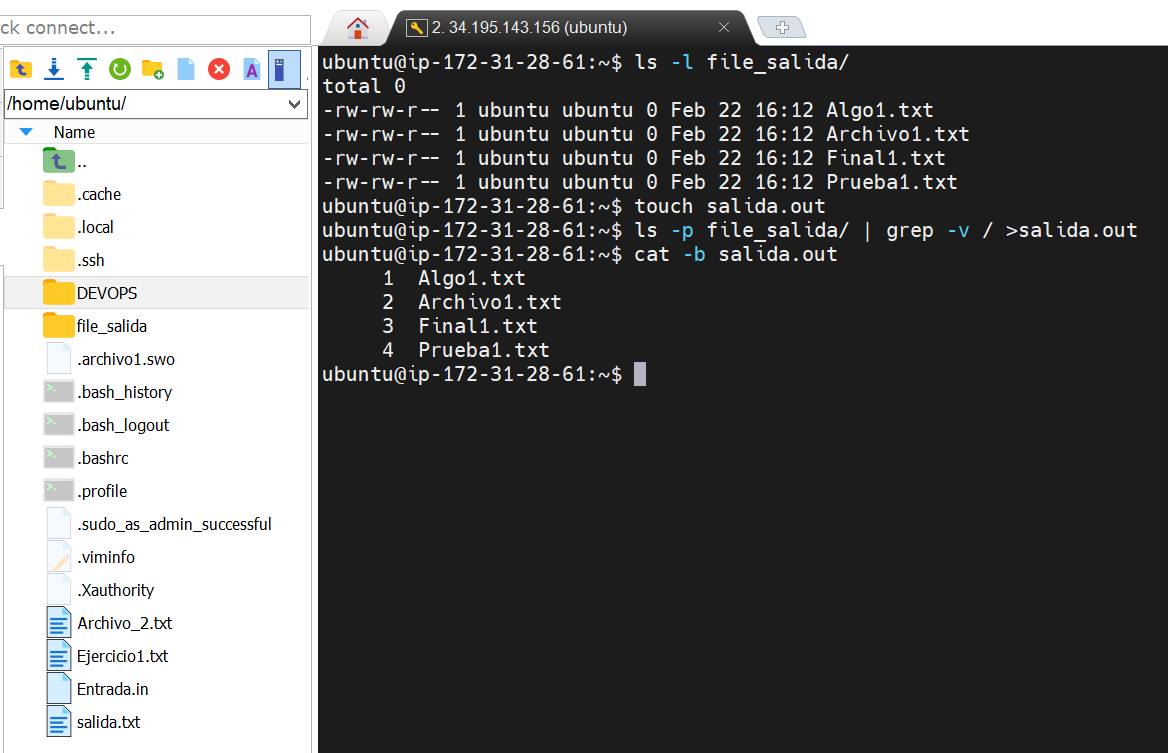 ck connect...
2. 34.195.143.156 (ubuntu)
/home/ubuntu/
Name
..
.cache
.local
.ssh
DEVOPS
file_salida
.archivo1.swo
.bash_history
.bash_logout
.bashrc
.profile
.sudo_as_admin_successful
.viminfo
.Xauthority
Archivo_2.txt
Ejercicio1.txt
Entrada.in
salida.txt
ubuntu@ip-172-31-28-61:~$ ls -l file_salida/
total 0
-rw-rw-r-- 1 ubuntu ubuntu 0 Feb 22 16:12 Algo1.txt
-rw-rw-r-- 1 ubuntu ubuntu 0 Feb 22 16:12 Archivo1.txt
-rw-rw-r-- 1 ubuntu ubuntu 0 Feb 22 16:12 Final1.txt
-rw-rw-r-- 1 ubuntu ubuntu 0 Feb 22 16:12 Prueba1.txt
ubuntu@ip-172-31-28-61:~$ touch salida.out
ubuntu@ip-172-31-28-61:~$ ls -p file_salida/ | grep -v / >salida.out
ubuntu@ip-172-31-28-61:~$ cat -b salida.out
     1  Algo1.txt
     2  Archivo1.txt
     3  Final1.txt
     4  Prueba1.txt
ubuntu@ip-172-31-28-61:~$